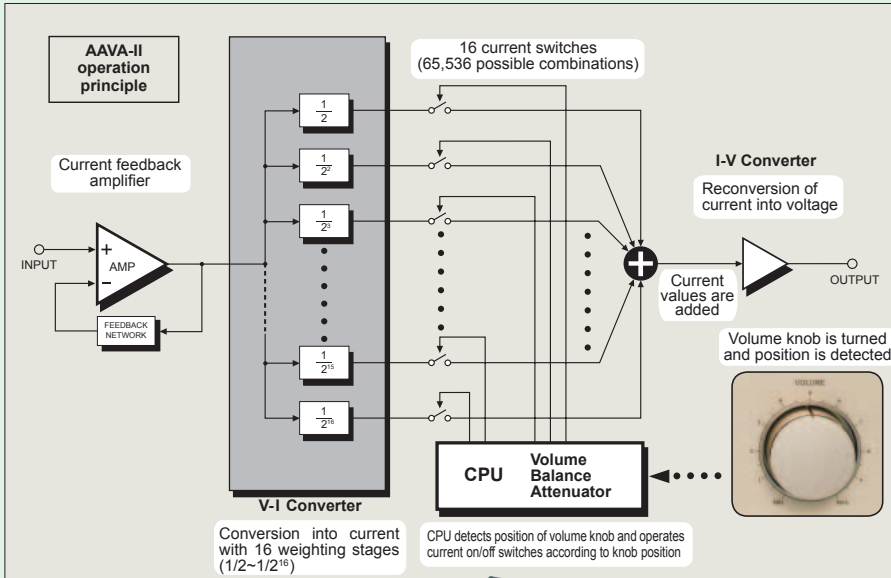 AAVA-II
operation
principle
16 current switches
(65,536 possible combinations)
Current feedback
amplifier
INPUT
+
−
AMP
FEEDBACK
NETWORK
1
2
1
2²
1
2³
1
2¹⁵
1
2¹⁶
V-I Converter
Conversion into current
with 16 weighting stages
(1/2~1/2¹⁶)
I-V Converter
Reconversion of
current into voltage
+
Current
values are
added
OUTPUT
Volume knob is turned
and position is detected
VOLUME
CPU
Volume
Balance
Attenuator
CPU detects position of volume knob and operates
current on/off switches according to knob position